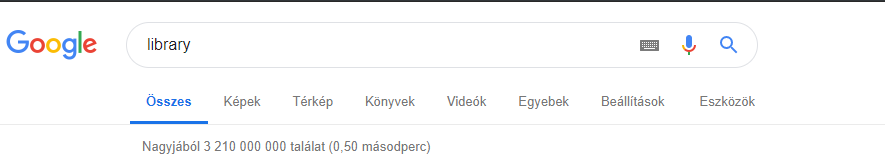 Google library
Összes Képek Térkép Könyvek Videók Egyebek Beállítások Eszközök
Nagyjából 3 210 000 000 találat (0,50 másodperc)